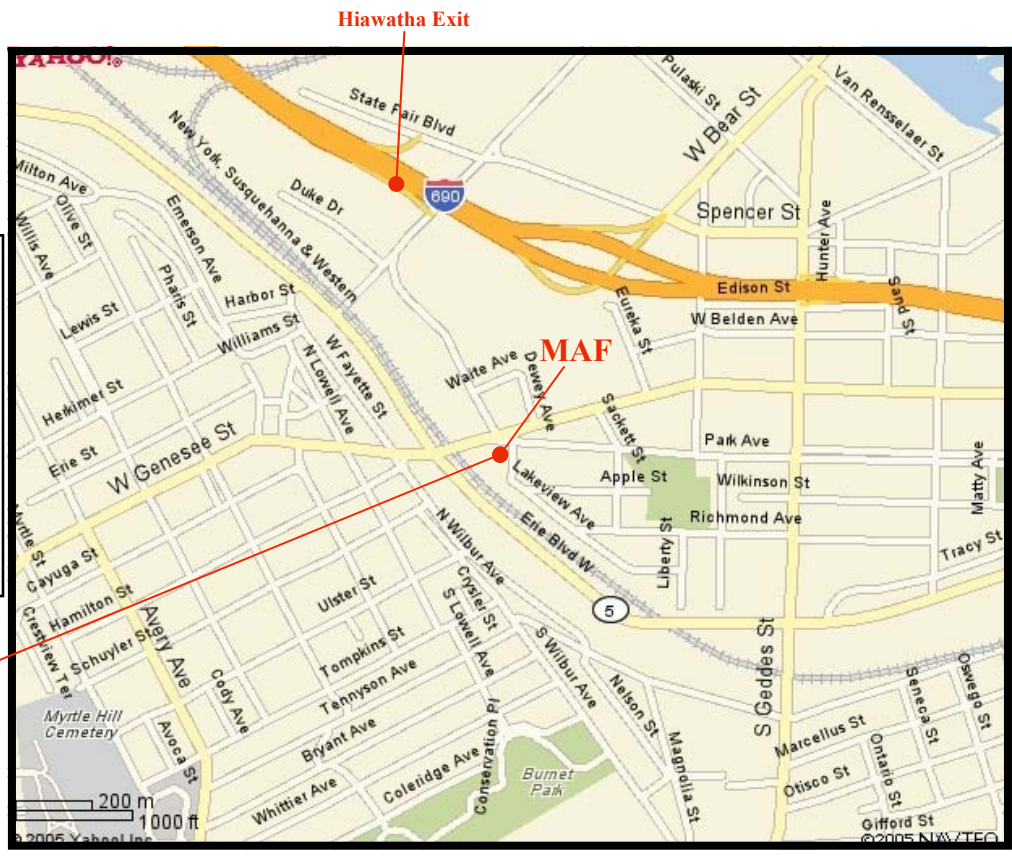 Hiawatha Exit
YAHOO!®
State Fair Blvd
Pulaski St
Van Rensselaer St
W Bear St
New York, Susquehanna & Western
Duke Dr
690
Spencer St
Hunter Ave
Milton Ave
Olive St
Willis Ave
Emerson Ave
Pharis St
Harbor St
Lewis St
Williams St
Edison St
Sand St
W Belden Ave
Eureka St
MAF
Waite Ave
Dewey Ave
N Lowell Ave
W Fayette St
Herkimer St
Erie St
W Genesee St
Sackett St
Park Ave
Apple St
Wilkinson St
Matty Ave
Lakeview Ave
Richmond Ave
Erie Blvd W
Liberty St
Tracy St
Myrtle St
Cayuga St
Hamilton St
Schuyler St
Crestview Ter
Avery Ave
N Wilbur Ave
Ulster St
Crysler St
S Lowell Ave
5
Tompkins St
Tennyson Ave
S Wilbur Ave
Nelson St
S Geddes St
Oswego St
Seneca St
Cody Ave
Myrtle Hill
Cemetery
Avoca St
Bryant Ave
Coleridge Ave
Whittier Ave
Conservation Pl
Burnet
Park
Magnolia St
Marcellus St
Ontario St
Otisco St
Gifford St
200 m
1000 ft
©2005 Yahoo! Inc
©2005 NAVTEQ